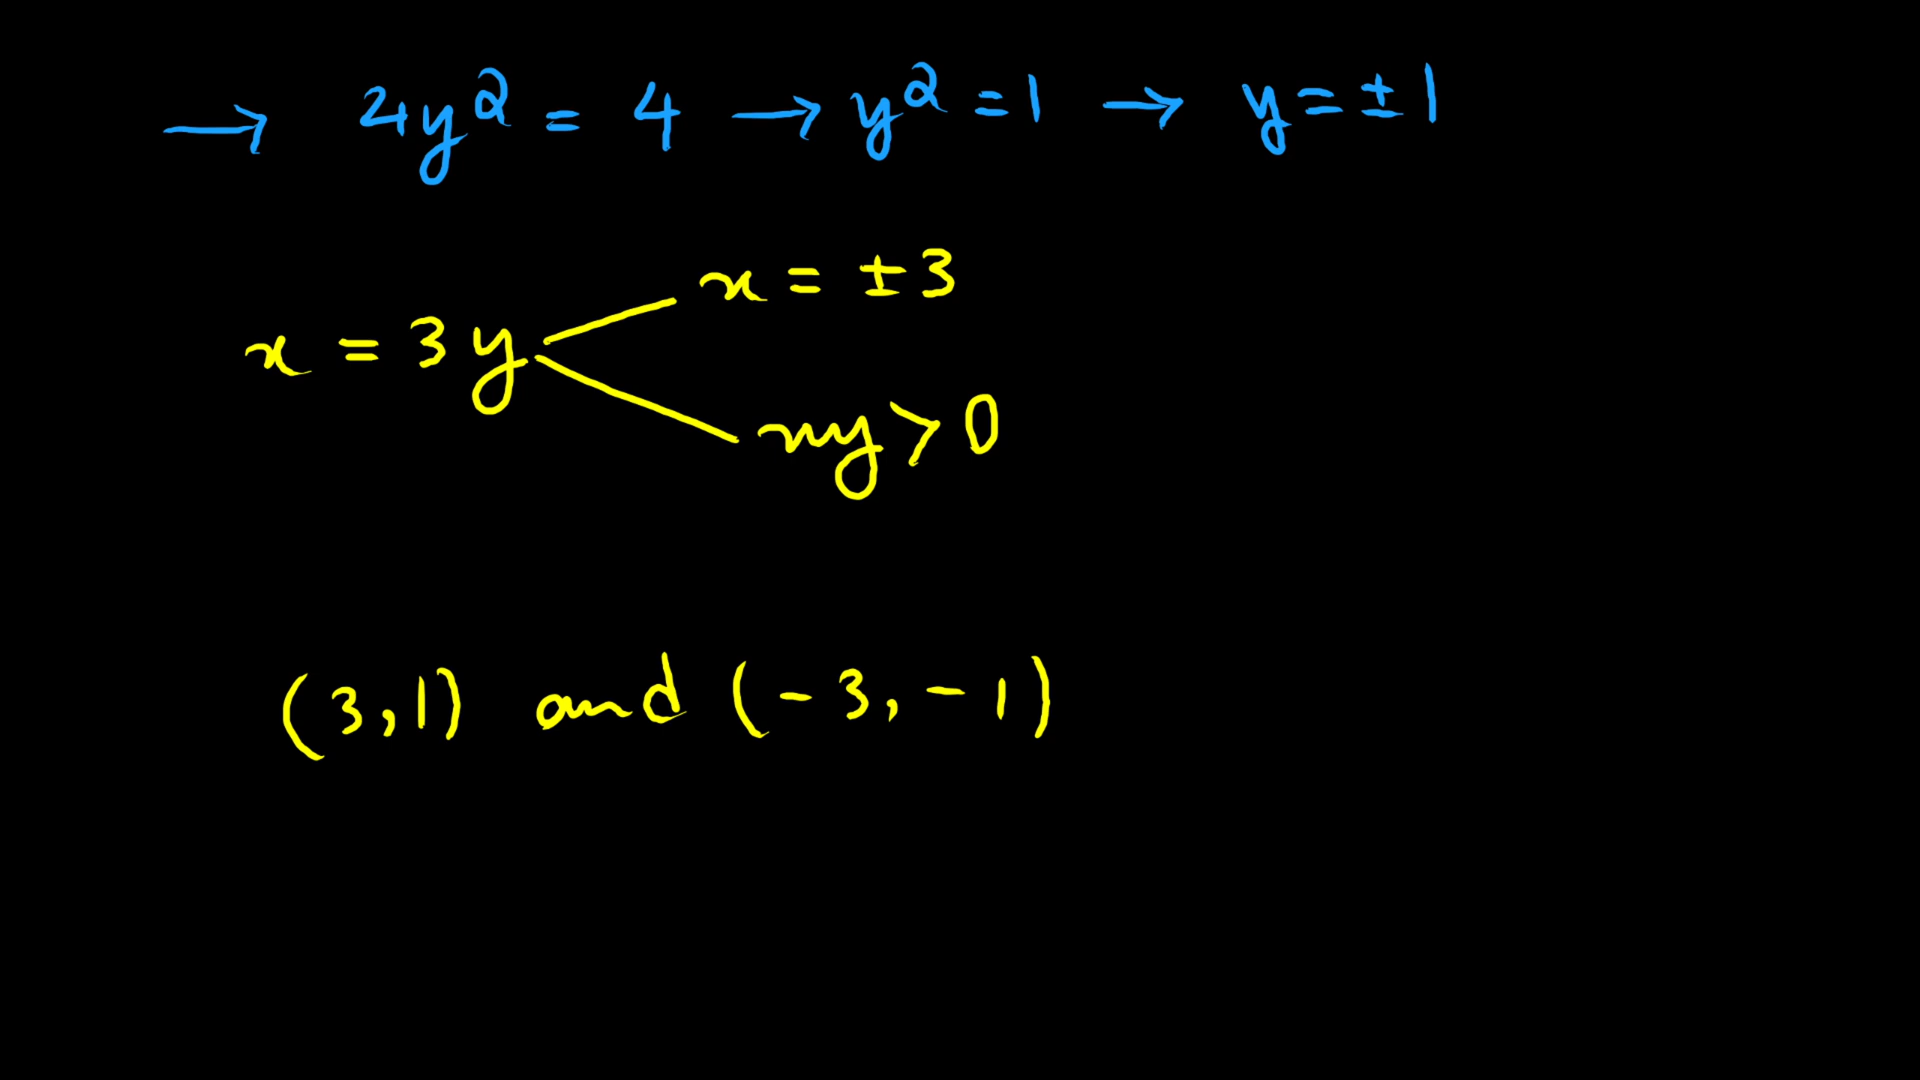 → 4y² = 4 → y² = 1 → y = ±1
x = ±3
x = 3y
xy > 0
(3,1) and (-3,-1)